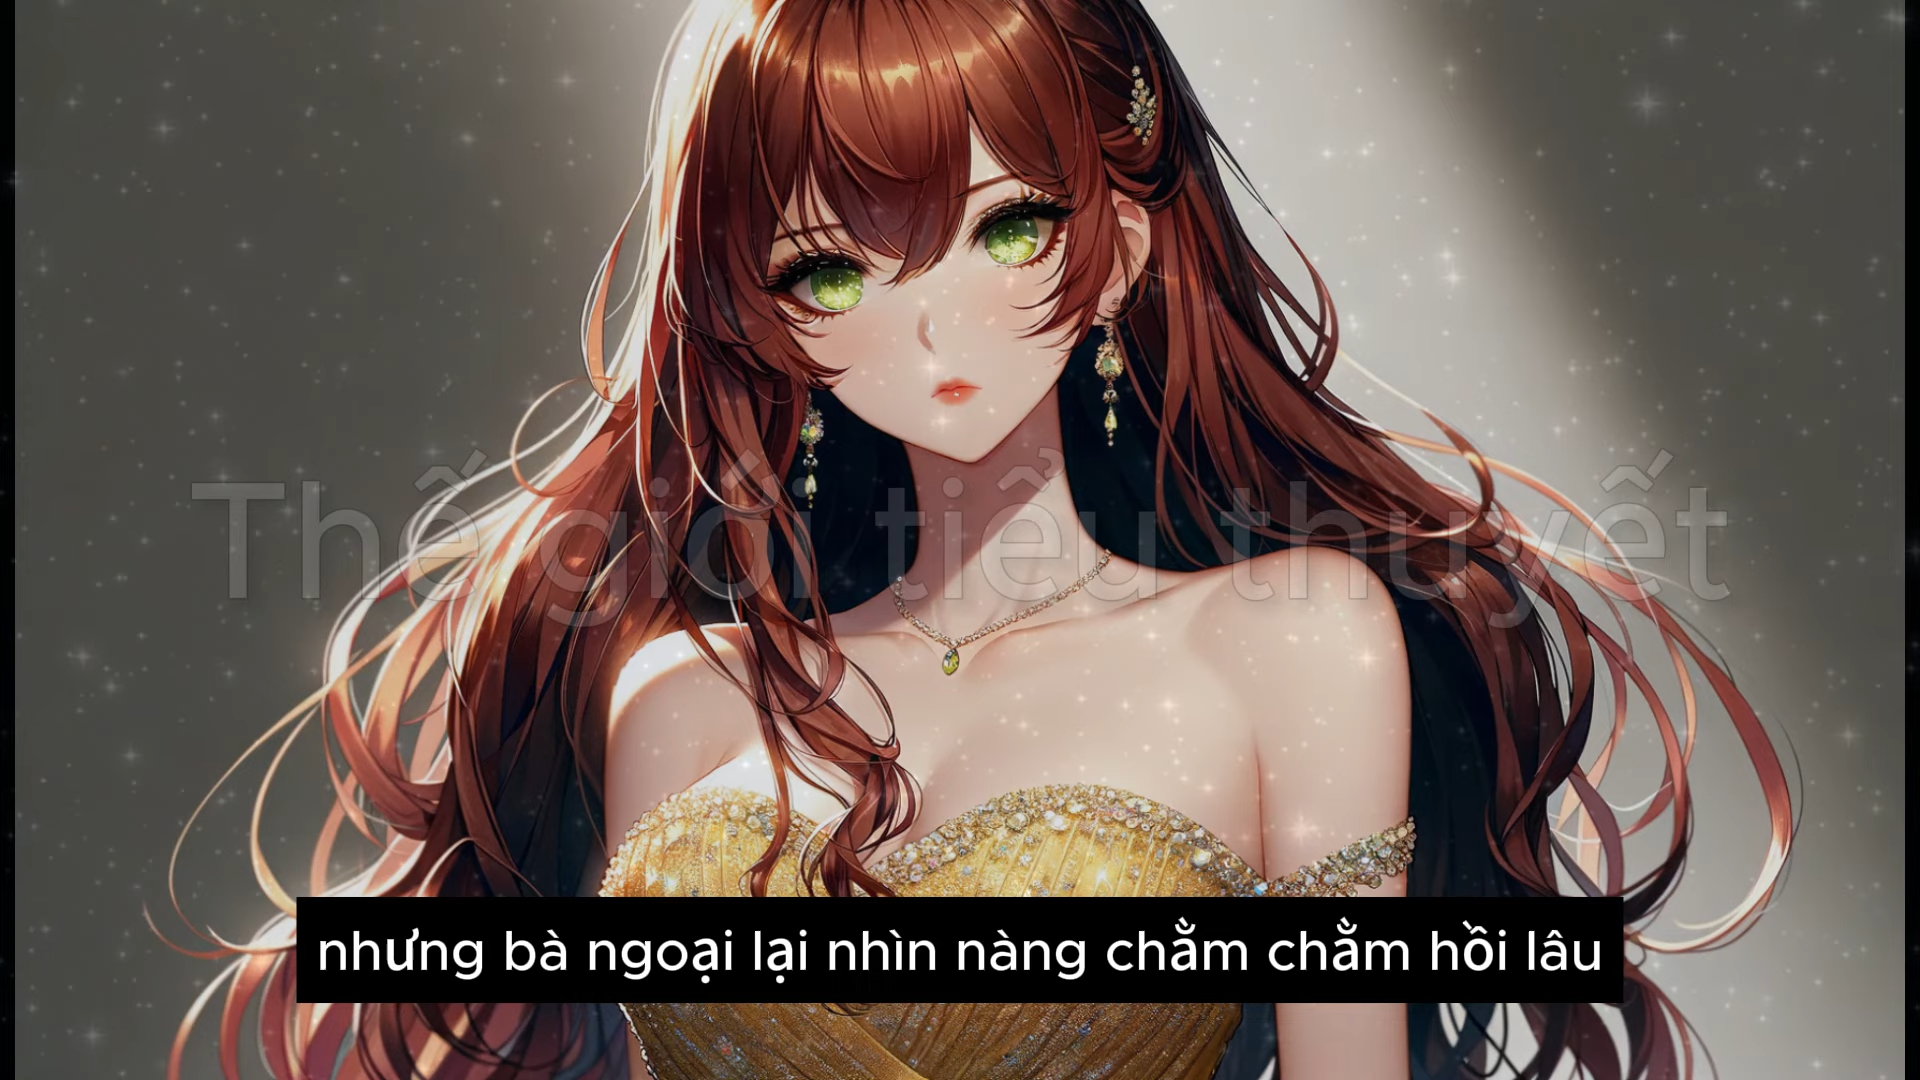 Thế giới tiểu thuyết
nhưng bà ngoại lại nhìn nàng chằm chằm hồi lâu